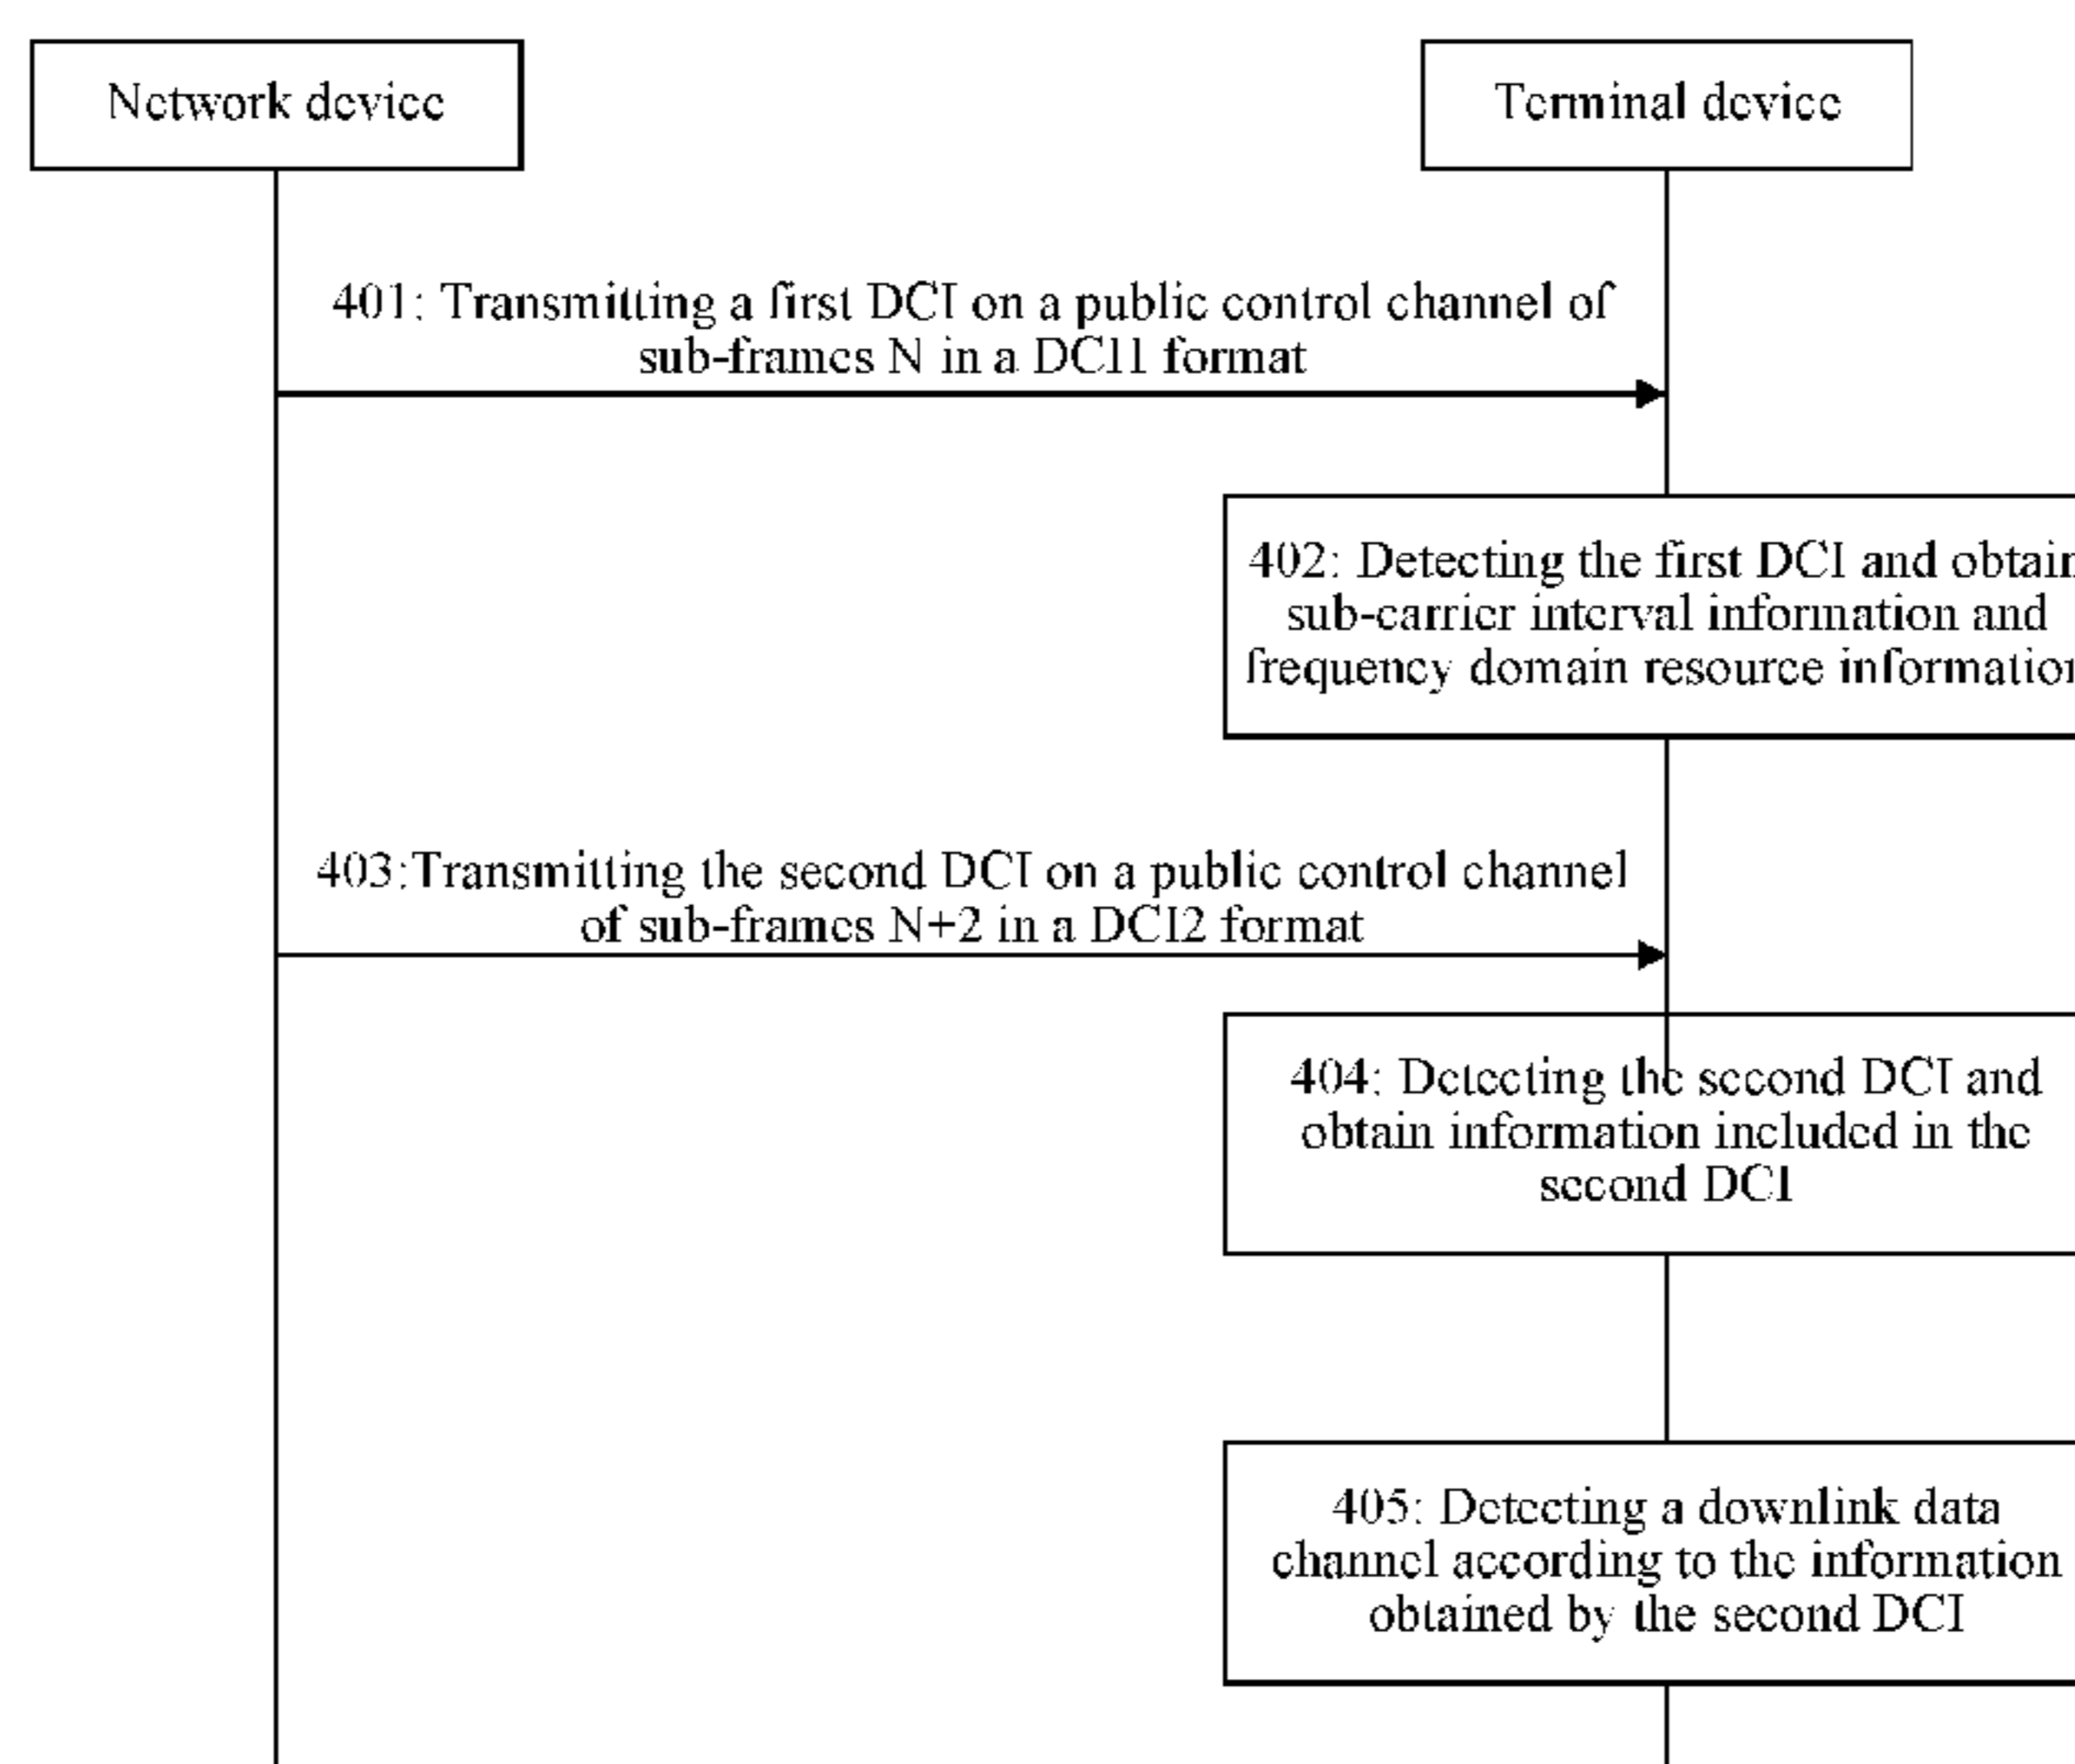 Network device
Terminal device
401: Transmitting a first DCI on a public control channel of
sub-frames N in a DCI1 format
402: Detecting the first DCI and obtain
sub-carrier interval information and
frequency domain resource information
403:Transmitting the second DCI on a public control channel
of sub-frames N+2 in a DCI2 format
404: Detecting the second DCI and
obtain information included in the
second DCI
405: Detecting a downlink data
channel according to the information
obtained by the second DCI